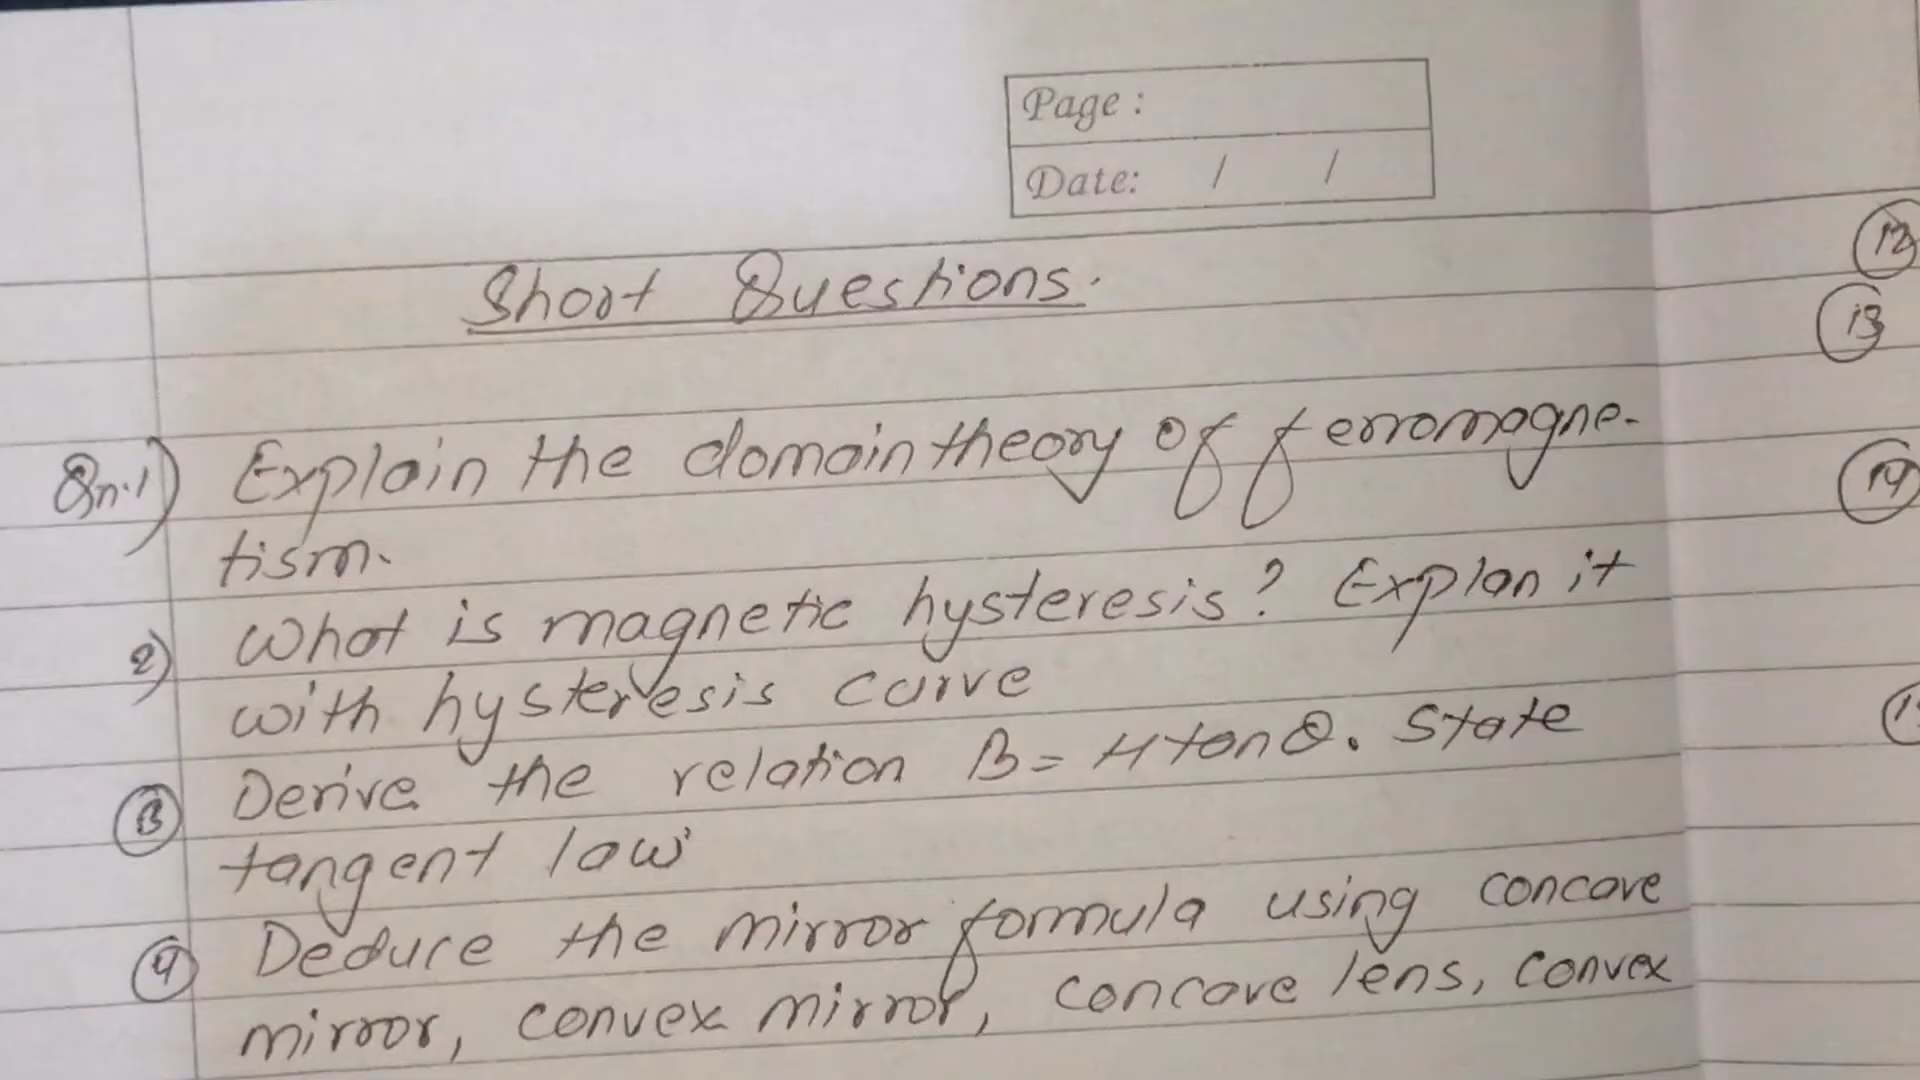 Page :
Date: / /
Short Questions.
Qn.1) Explain the domain theory of ferromagne-
tism.
2) What is magnetic hysteresis? Explan it
with hysteresis curve
3 Derive the relation B = H tanθ. State
tangent law
4 Deduce the mirror formula using concave
mirror, convex mirror, concave lens, convex
12
13
14